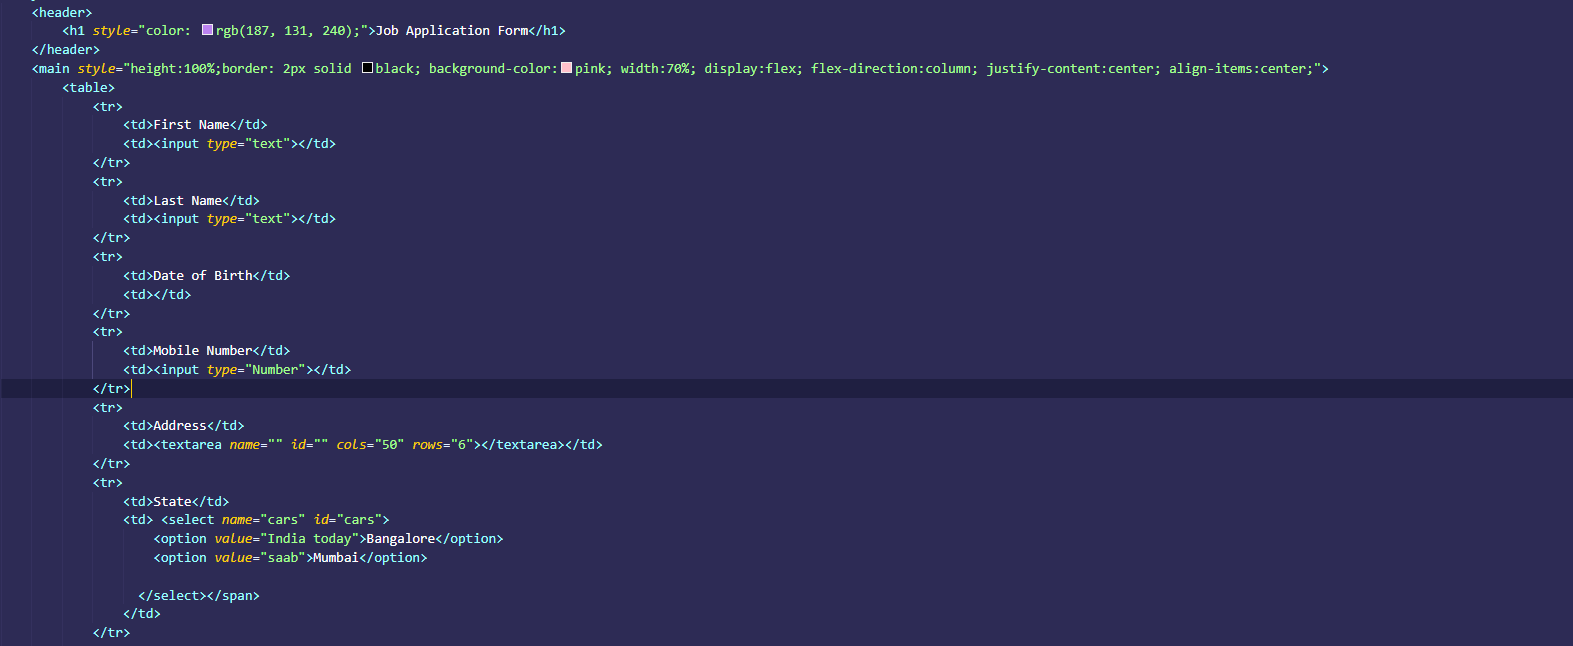 <header>
<h1 style="color: rgb(187, 131, 240);">Job Application Form</h1>
</header>
<main style="height:100%;border: 2px solid black; background-color:pink; width:70%; display:flex; flex-direction:column; justify-content:center; align-items:center;">
<table>
<tr>
<td>First Name</td>
<td><input type="text"></td>
</tr>
<tr>
<td>Last Name</td>
<td><input type="text"></td>
</tr>
<tr>
<td>Date of Birth</td>
<td></td>
</tr>
<tr>
<td>Mobile Number</td>
<td><input type="Number"></td>
</tr>
<tr>
<td>Address</td>
<td><textarea name="" id="" cols="50" rows="6"></textarea></td>
</tr>
<tr>
<td>State</td>
<td> <select name="cars" id="cars">
<option value="India today">Bangalore</option>
<option value="saab">Mumbai</option>
</select></span>
</td>
</tr>